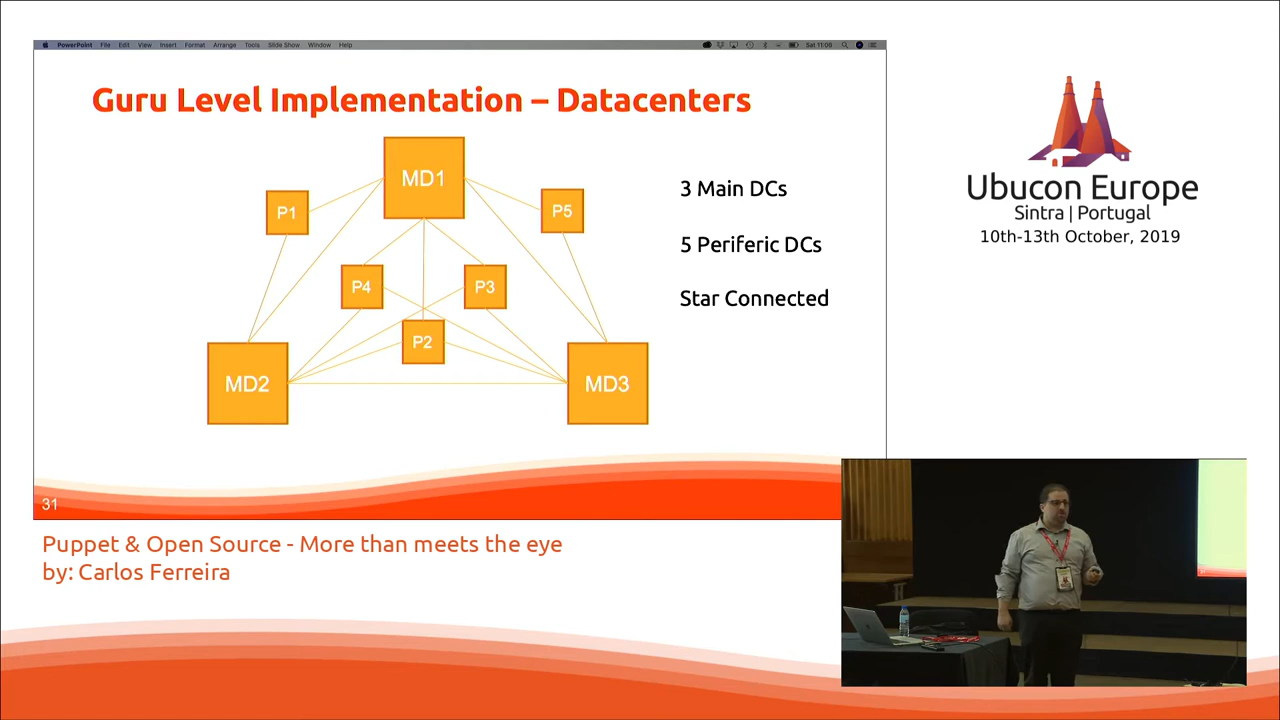 PowerPoint File Edit View Insert Format Arrange Tools Slide Show Window Help
Sat 11:06
Guru Level Implementation – Datacenters
MD1
P1
P5
P4
P3
P2
MD2
MD3
3 Main DCs
5 Periferic DCs
Star Connected
31
Ubucon Europe
Sintra | Portugal
10th-13th October, 2019
Puppet & Open Source - More than meets the eye
by: Carlos Ferreira